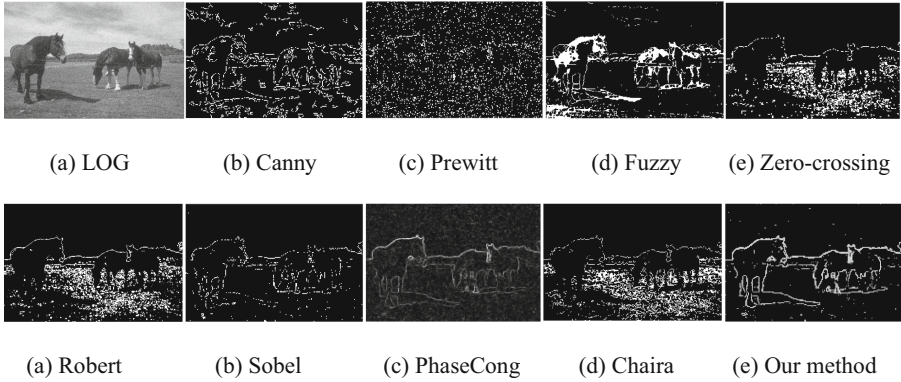 (a) LOG (b) Canny (c) Prewitt (d) Fuzzy (e) Zero-crossing
(a) Robert (b) Sobel (c) PhaseCong (d) Chaira (e) Our method